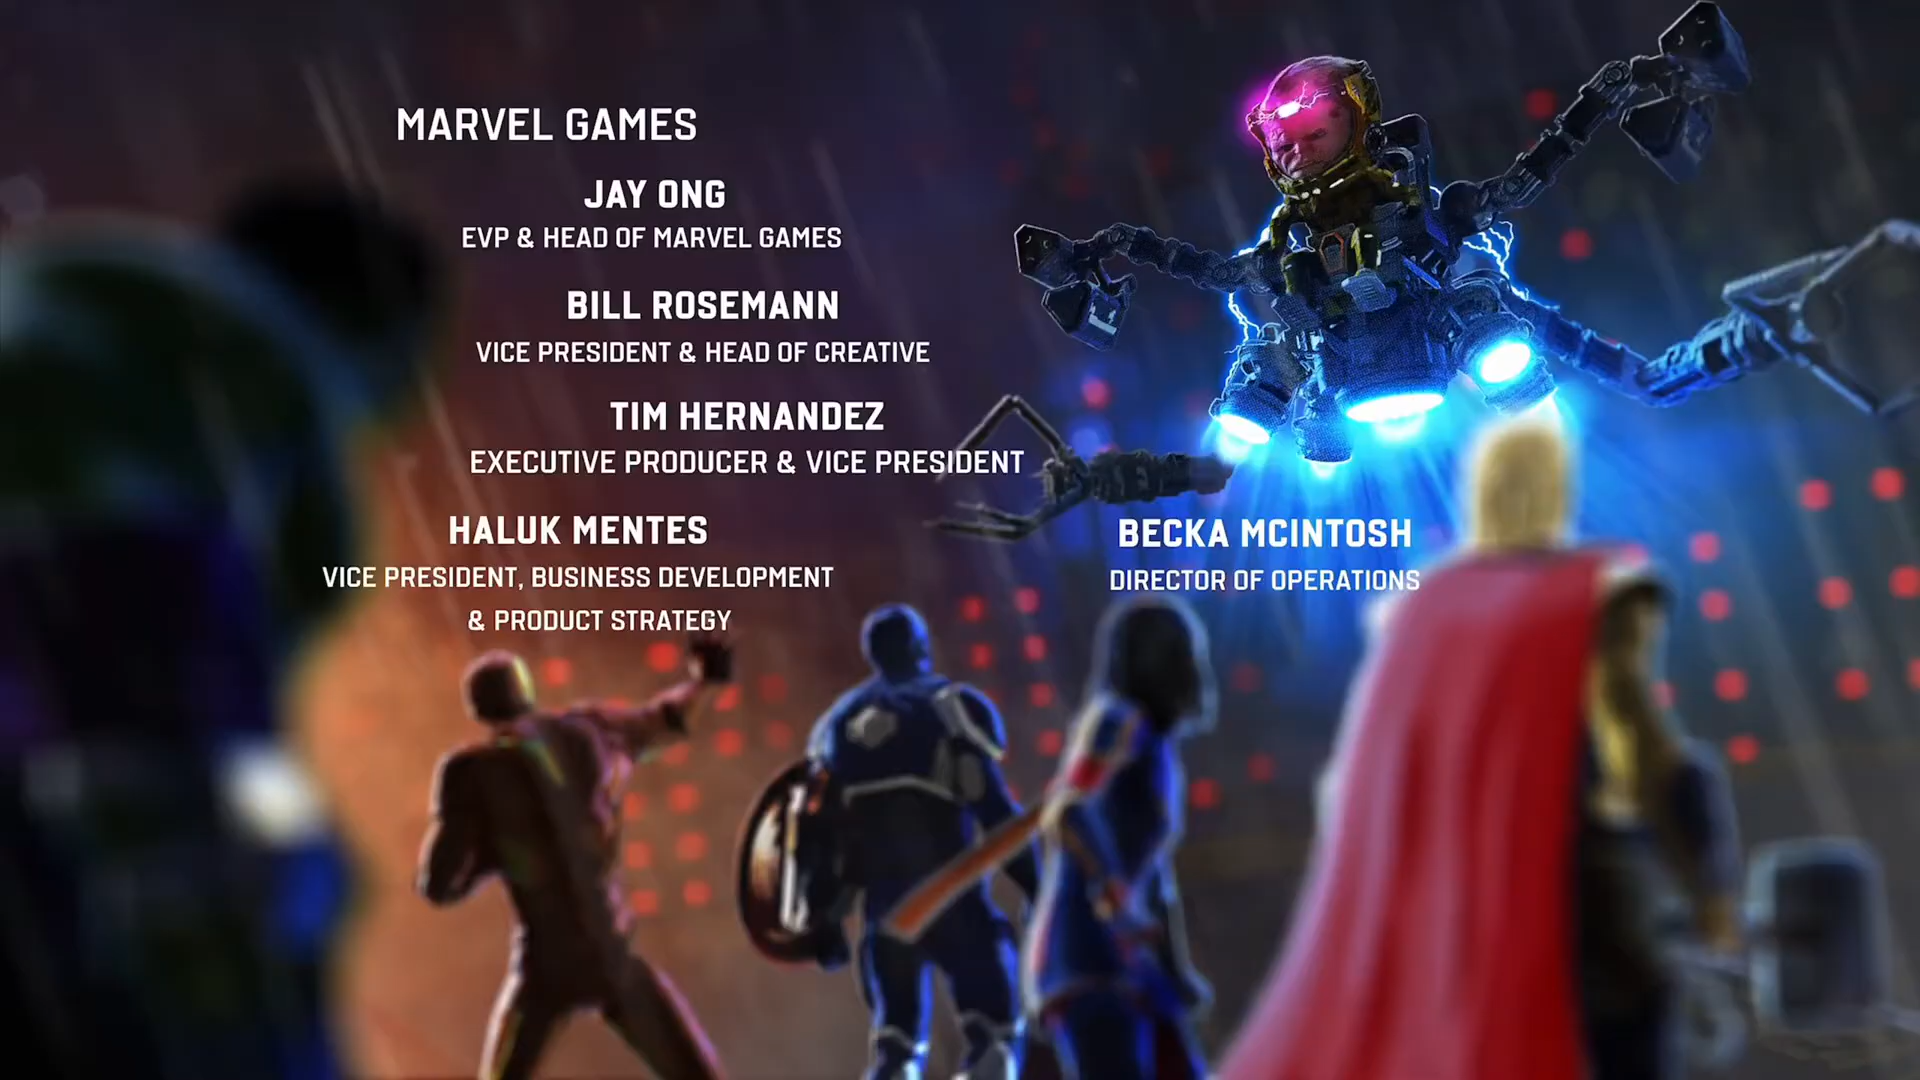 MARVEL GAMES
JAY ONG
EVP & HEAD OF MARVEL GAMES
BILL ROSEMANN
VICE PRESIDENT & HEAD OF CREATIVE
TIM HERNANDEZ
EXECUTIVE PRODUCER & VICE PRESIDENT
HALUK MENTES
VICE PRESIDENT, BUSINESS DEVELOPMENT
& PRODUCT STRATEGY
BECKA MCINTOSH
DIRECTOR OF OPERATIONS